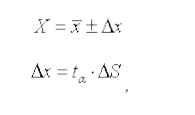 X = x̅ ± Δx
Δx = t_α · ΔS ,